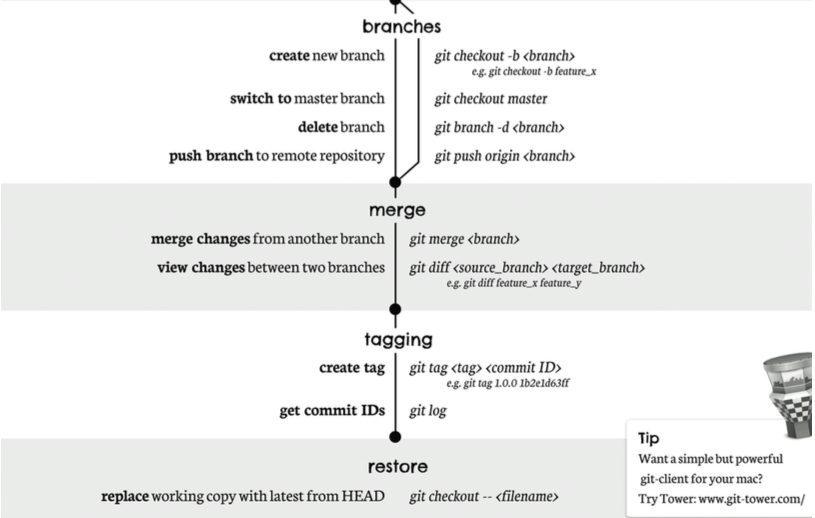 branches
create new branch git checkout -b <branch>
e.g. git checkout -b feature_x
switch to master branch git checkout master
delete branch git branch -d <branch>
push branch to remote repository git push origin <branch>
merge
merge changes from another branch git merge <branch>
view changes between two branches git diff <source_branch> <target_branch>
e.g. git diff feature_x feature_y
tagging
create tag git tag <tag> <commit ID>
e.g. git tag 1.0.0 1b2e1d63ff
get commit IDs git log
restore
replace working copy with latest from HEAD git checkout -- <filename>
Tip
Want a simple but powerful
git-client for your mac?
Try Tower: www.git-tower.com/